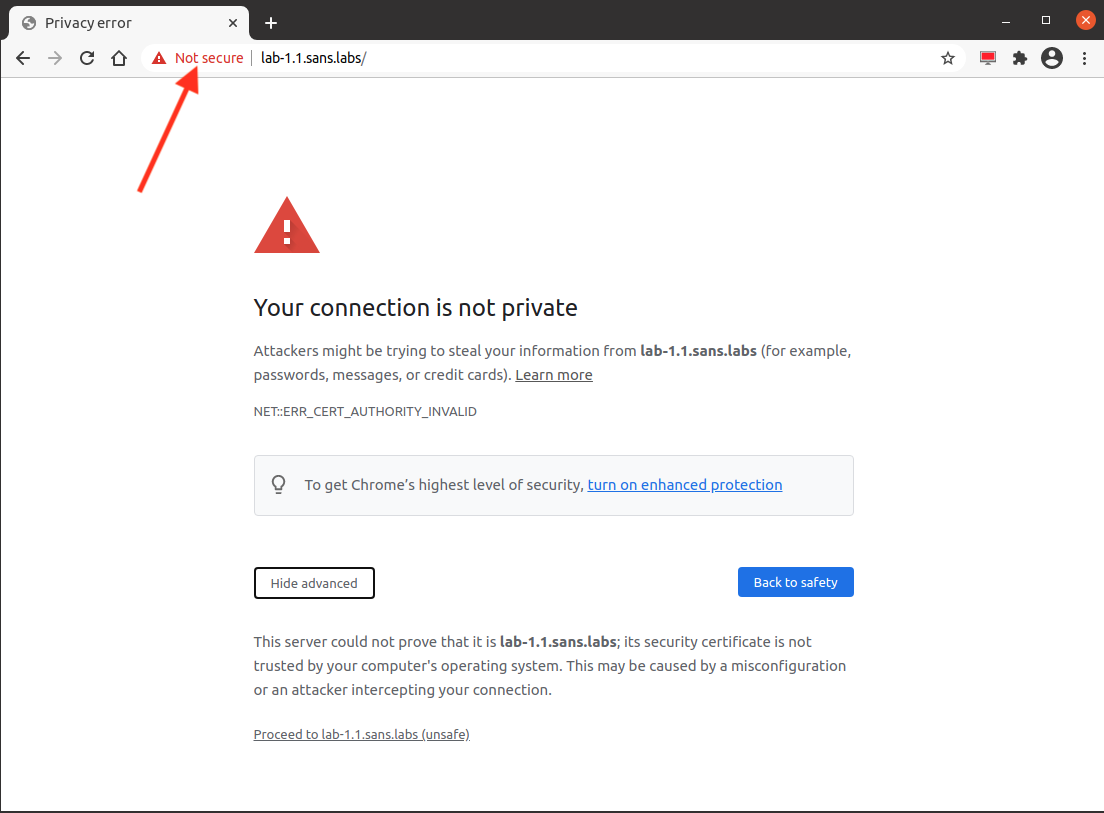 Privacy error
Not secure
lab-1.1.sans.labs/
Your connection is not private
Attackers might be trying to steal your information from lab-1.1.sans.labs (for example,
passwords, messages, or credit cards). Learn more
NET::ERR_CERT_AUTHORITY_INVALID
To get Chrome’s highest level of security, turn on enhanced protection
Hide advanced
Back to safety
This server could not prove that it is lab-1.1.sans.labs; its security certificate is not
trusted by your computer's operating system. This may be caused by a misconfiguration
or an attacker intercepting your connection.
Proceed to lab-1.1.sans.labs (unsafe)